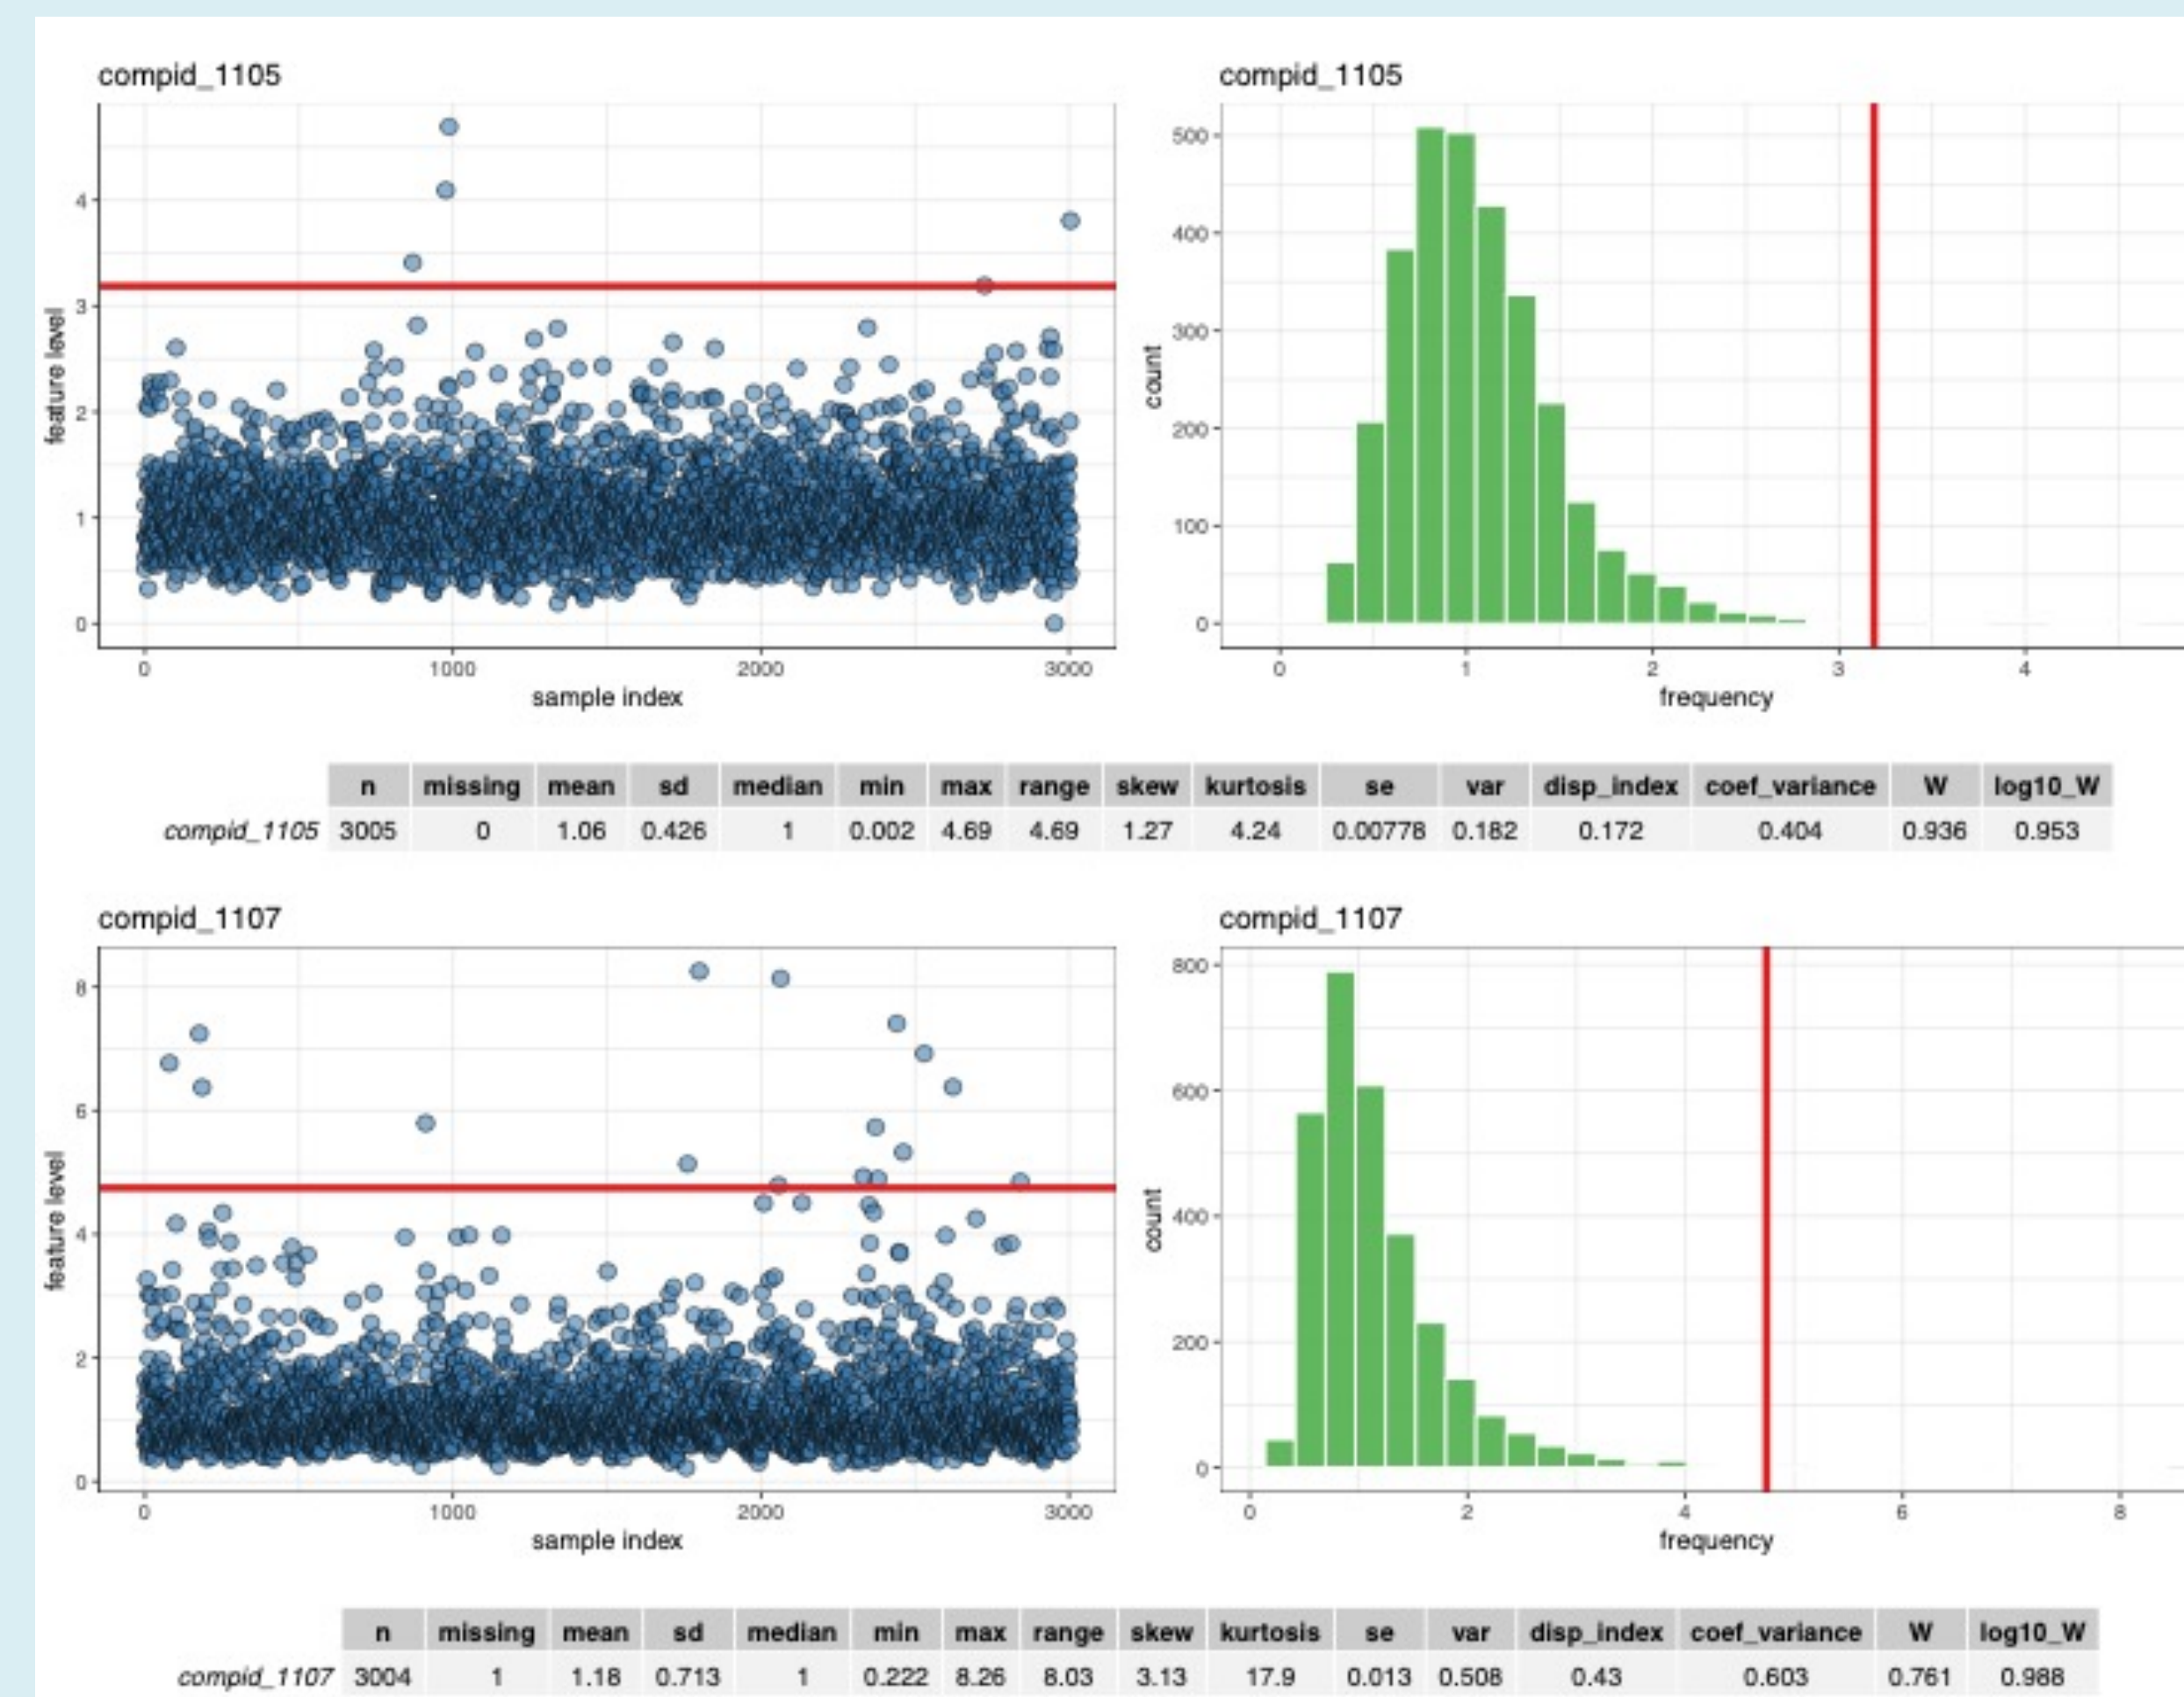 compid_1105
compid_1105
4
3
2
1
0
feature level
0 1000 2000 3000
sample index
500
400
300
200
100
0
count
0 1 2 3 4
frequency
n missing mean sd median min max range skew kurtosis se var disp_index coef_variance W log10_W
compid_1105 3005 0 1.06 0.426 1 0.002 4.69 4.69 1.27 4.24 0.00778 0.182 0.172 0.404 0.936 0.953
compid_1107
compid_1107
8
6
4
2
0
feature level
0 1000 2000 3000
sample index
800
600
400
200
0
count
0 2 4 6 8
frequency
n missing mean sd median min max range skew kurtosis se var disp_index coef_variance W log10_W
compid_1107 3004 1 1.18 0.713 1 0.222 8.26 8.03 3.13 17.9 0.013 0.508 0.43 0.603 0.761 0.988